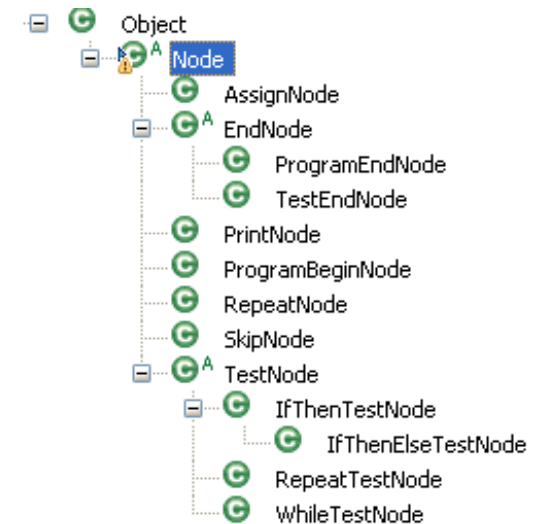 Object
Node
AssignNode
EndNode
ProgramEndNode
TestEndNode
PrintNode
ProgramBeginNode
RepeatNode
SkipNode
TestNode
IfThenTestNode
IfThenElseTestNode
RepeatTestNode
WhileTestNode